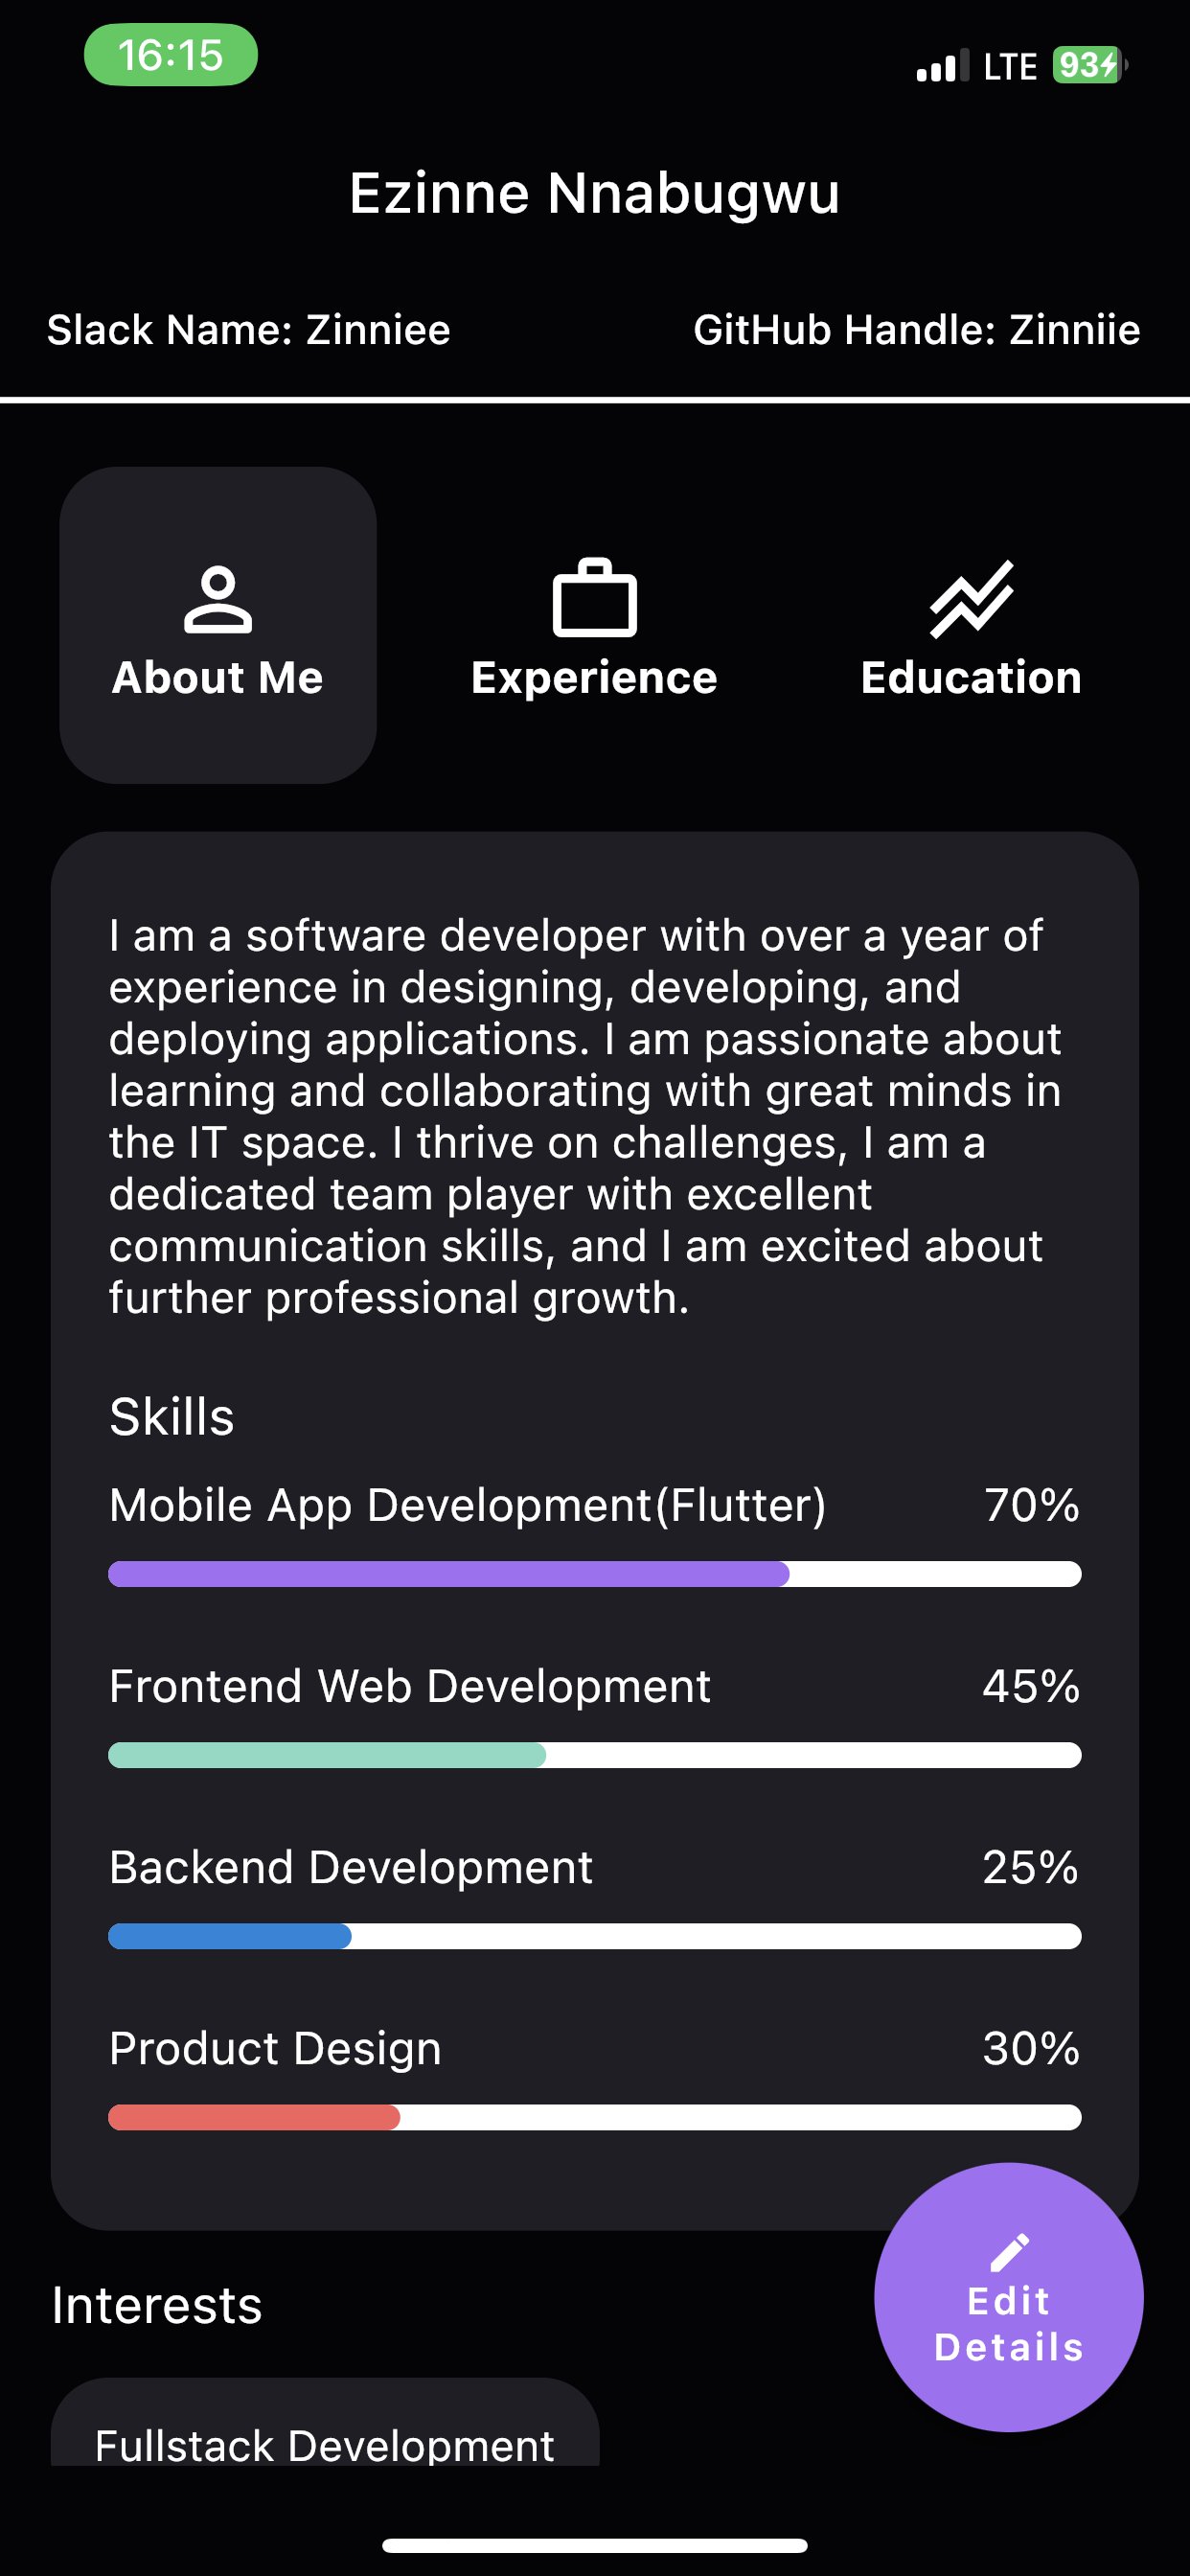 16:15
LTE 93
Ezinne Nnabugwu
Slack Name: Zinniee
GitHub Handle: Zinniie
About Me
Experience
Education
I am a software developer with over a year of
experience in designing, developing, and
deploying applications. I am passionate about
learning and collaborating with great minds in
the IT space. I thrive on challenges, I am a
dedicated team player with excellent
communication skills, and I am excited about
further professional growth.
Skills
Mobile App Development(Flutter) 70%
Frontend Web Development 45%
Backend Development 25%
Product Design 30%
Interests
Edit
Details
Fullstack Development